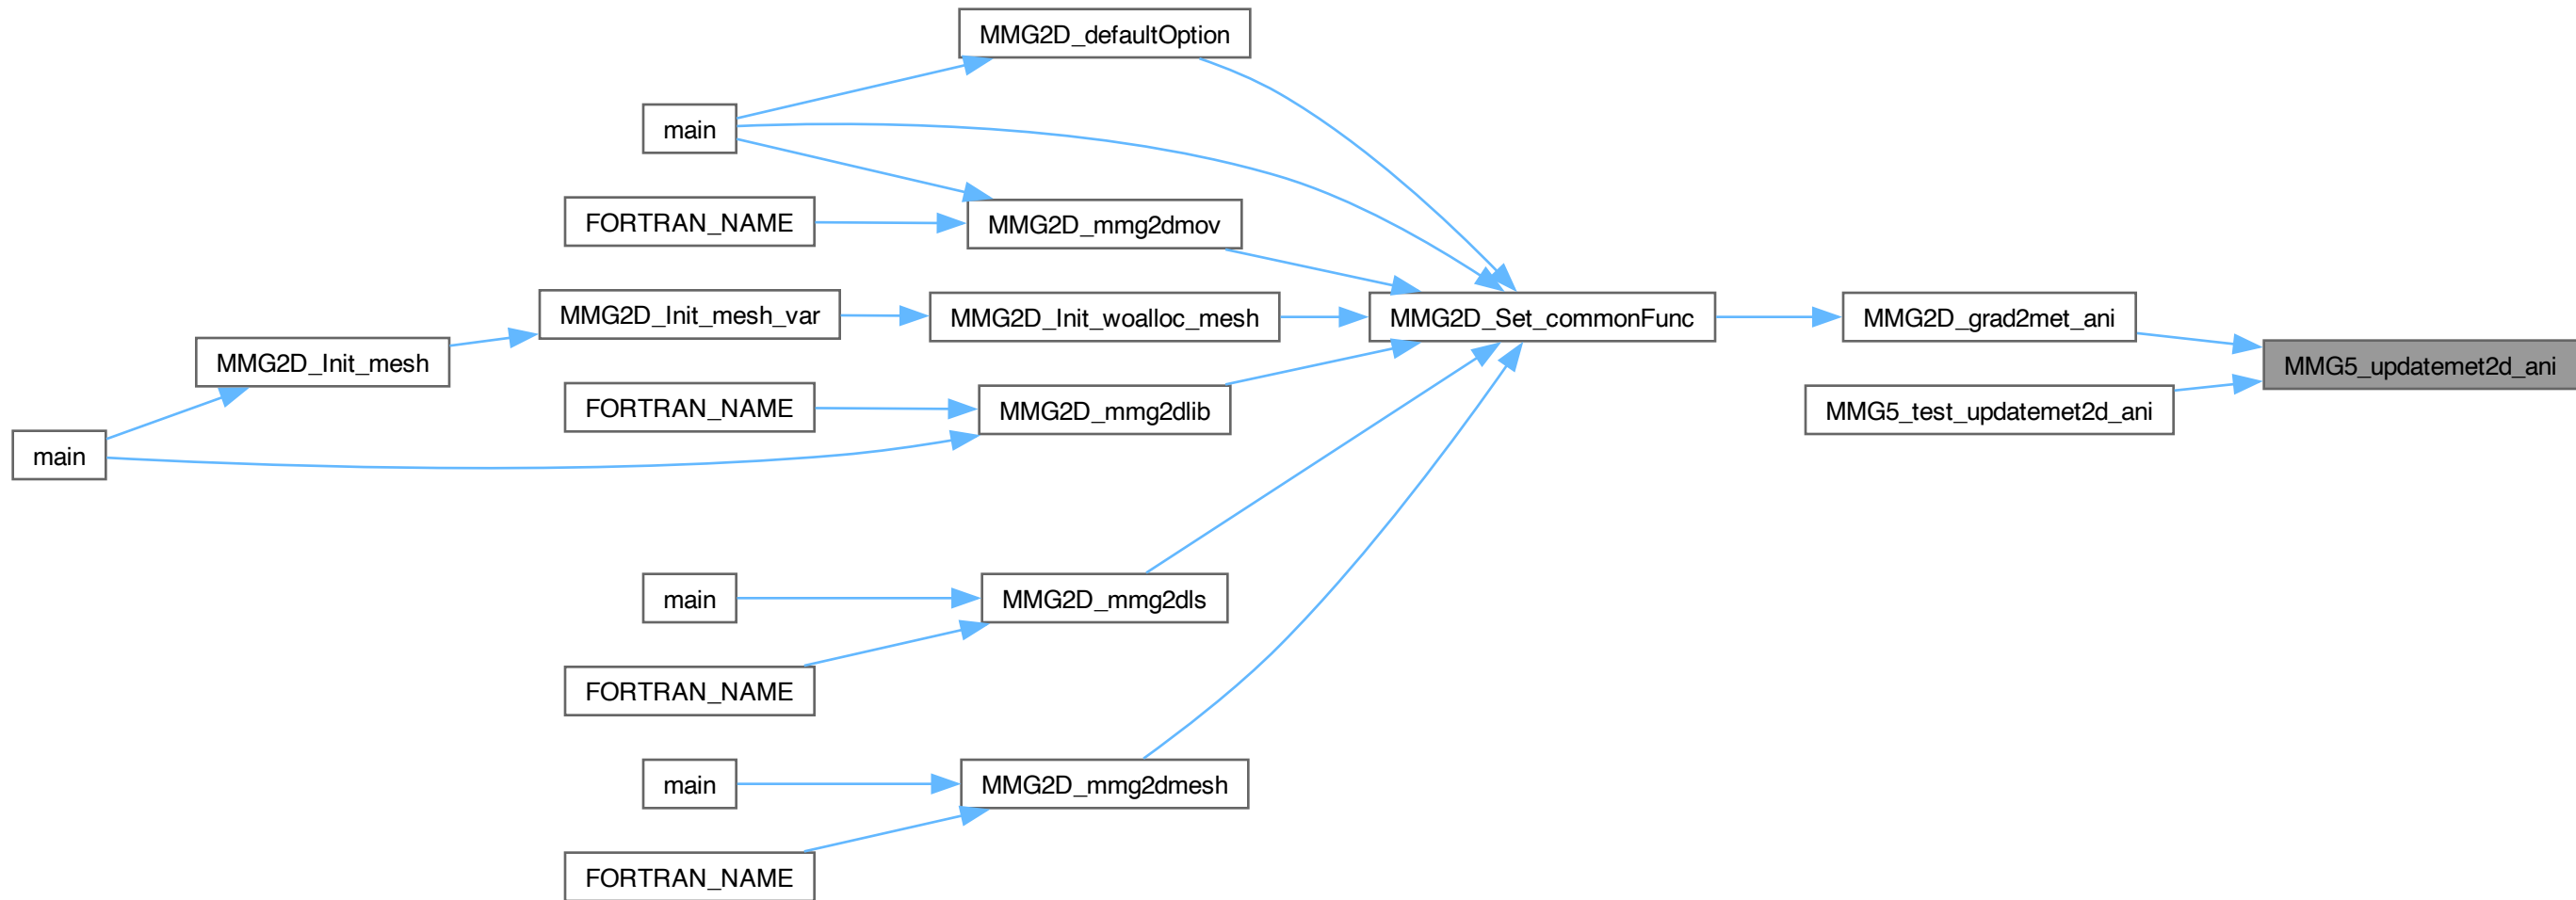 MMG2D_defaultOption
main
FORTRAN_NAME
MMG2D_mmg2dmov
MMG2D_Init_mesh_var
MMG2D_Init_woalloc_mesh
MMG2D_Set_commonFunc
MMG2D_grad2met_ani
MMG2D_Init_mesh
MMG5_updatemet2d_ani
FORTRAN_NAME
MMG2D_mmg2dlib
MMG5_test_updatemet2d_ani
main
main
MMG2D_mmg2dls
FORTRAN_NAME
main
MMG2D_mmg2dmesh
FORTRAN_NAME